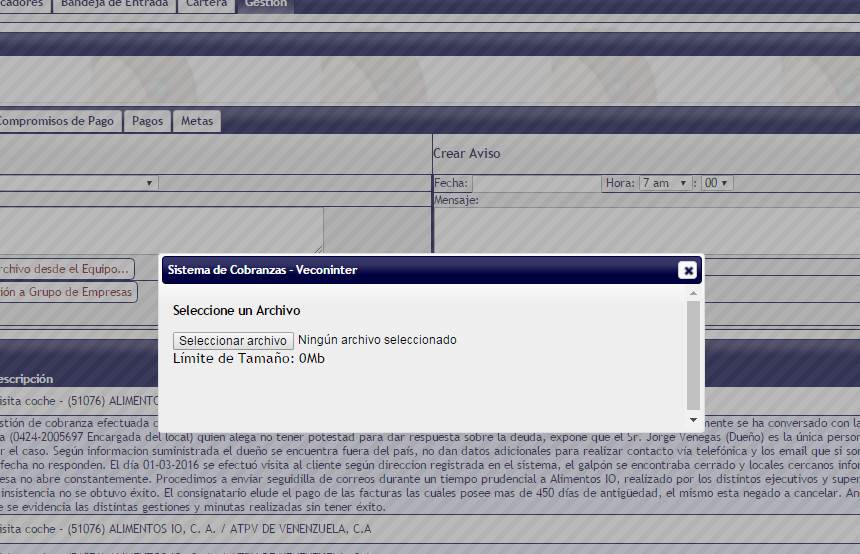 cadores Bandeja de Entrada Cartera Gestión
Compromisos de Pago Pagos Metas
Crear Aviso
Fecha: Hora: 7 am : 00
Mensaje:
rchivo desde el Equipo...
ión a Grupo de Empresas
Sistema de Cobranzas - Veconinter
Seleccione un Archivo
Seleccionar archivo Ningún archivo seleccionado
Límite de Tamaño: 0Mb
escripción
isita coche - (51076) ALIMENTO
stión de cobranza efectuada c mente se ha conversado con la
a (0424-2005697 Encargada del local) quien alega no tener potestad para dar respuesta sobre la deuda, expone que el Sr. Jorge Venegas (Dueño) es la única person
r el caso. Según informacion suministrada el dueño se encuentra fuera del país, no dan datos adicionales para realizar contacto vía telefónica y los email que si son
fecha no responden. El día 01-03-2016 se efectuó visita al cliente según direccion registrada en el sistema, el galpón se encontraba cerrado y locales cercanos infor
esa no abre constantemente. Procedimos a enviar seguidilla de correos durante un tiempo prudencial a Alimentos IO, realizado por los distintos ejecutivos y super
insistencia no se obtuvo éxito. El consignatario elude el pago de las facturas las cuales posee mas de 450 días de antigüedad, el mismo esta negado a cancelar. An
e se evidencia las distintas gestiones y minutas realizadas sin tener éxito.
isita coche - (51076) ALIMENTOS IO, C. A. / ATPV DE VENENZUELA, C.A